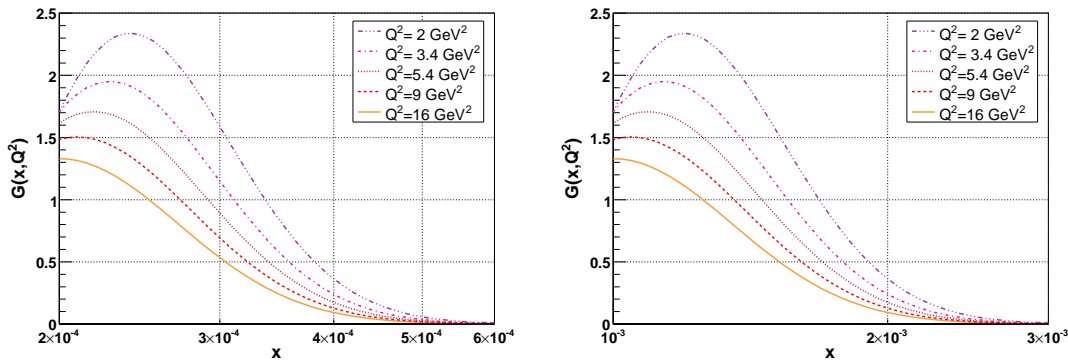 2.5
2
1.5
1
0.5
0
G(x,Q²)
Q²= 2 GeV²
Q²= 3.4 GeV²
Q²=5.4 GeV²
Q²=9 GeV²
Q²=16 GeV²
2×10⁻⁴ 3×10⁻⁴ 4×10⁻⁴ 5×10⁻⁴ 6×10⁻⁴
x
2.5
2
1.5
1
0.5
0
G(x,Q²)
Q²= 2 GeV²
Q²= 3.4 GeV²
Q²=5.4 GeV²
Q²=9 GeV²
Q²=16 GeV²
10⁻³ 2×10⁻³ 3×10⁻³
x